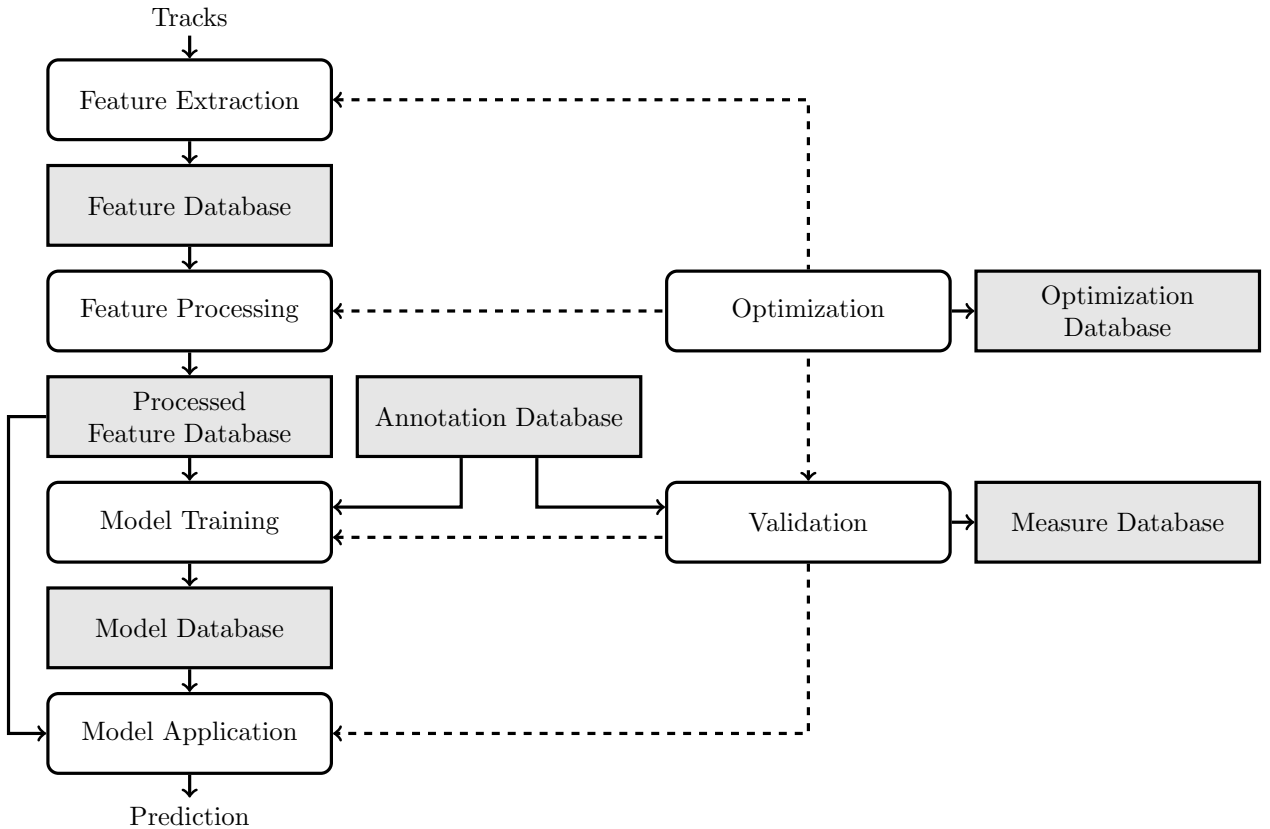 Tracks
Feature Extraction
Feature Database
Feature Processing
Optimization
Optimization
Database
Processed
Feature Database
Annotation Database
Model Training
Validation
Measure Database
Model Database
Model Application
Prediction